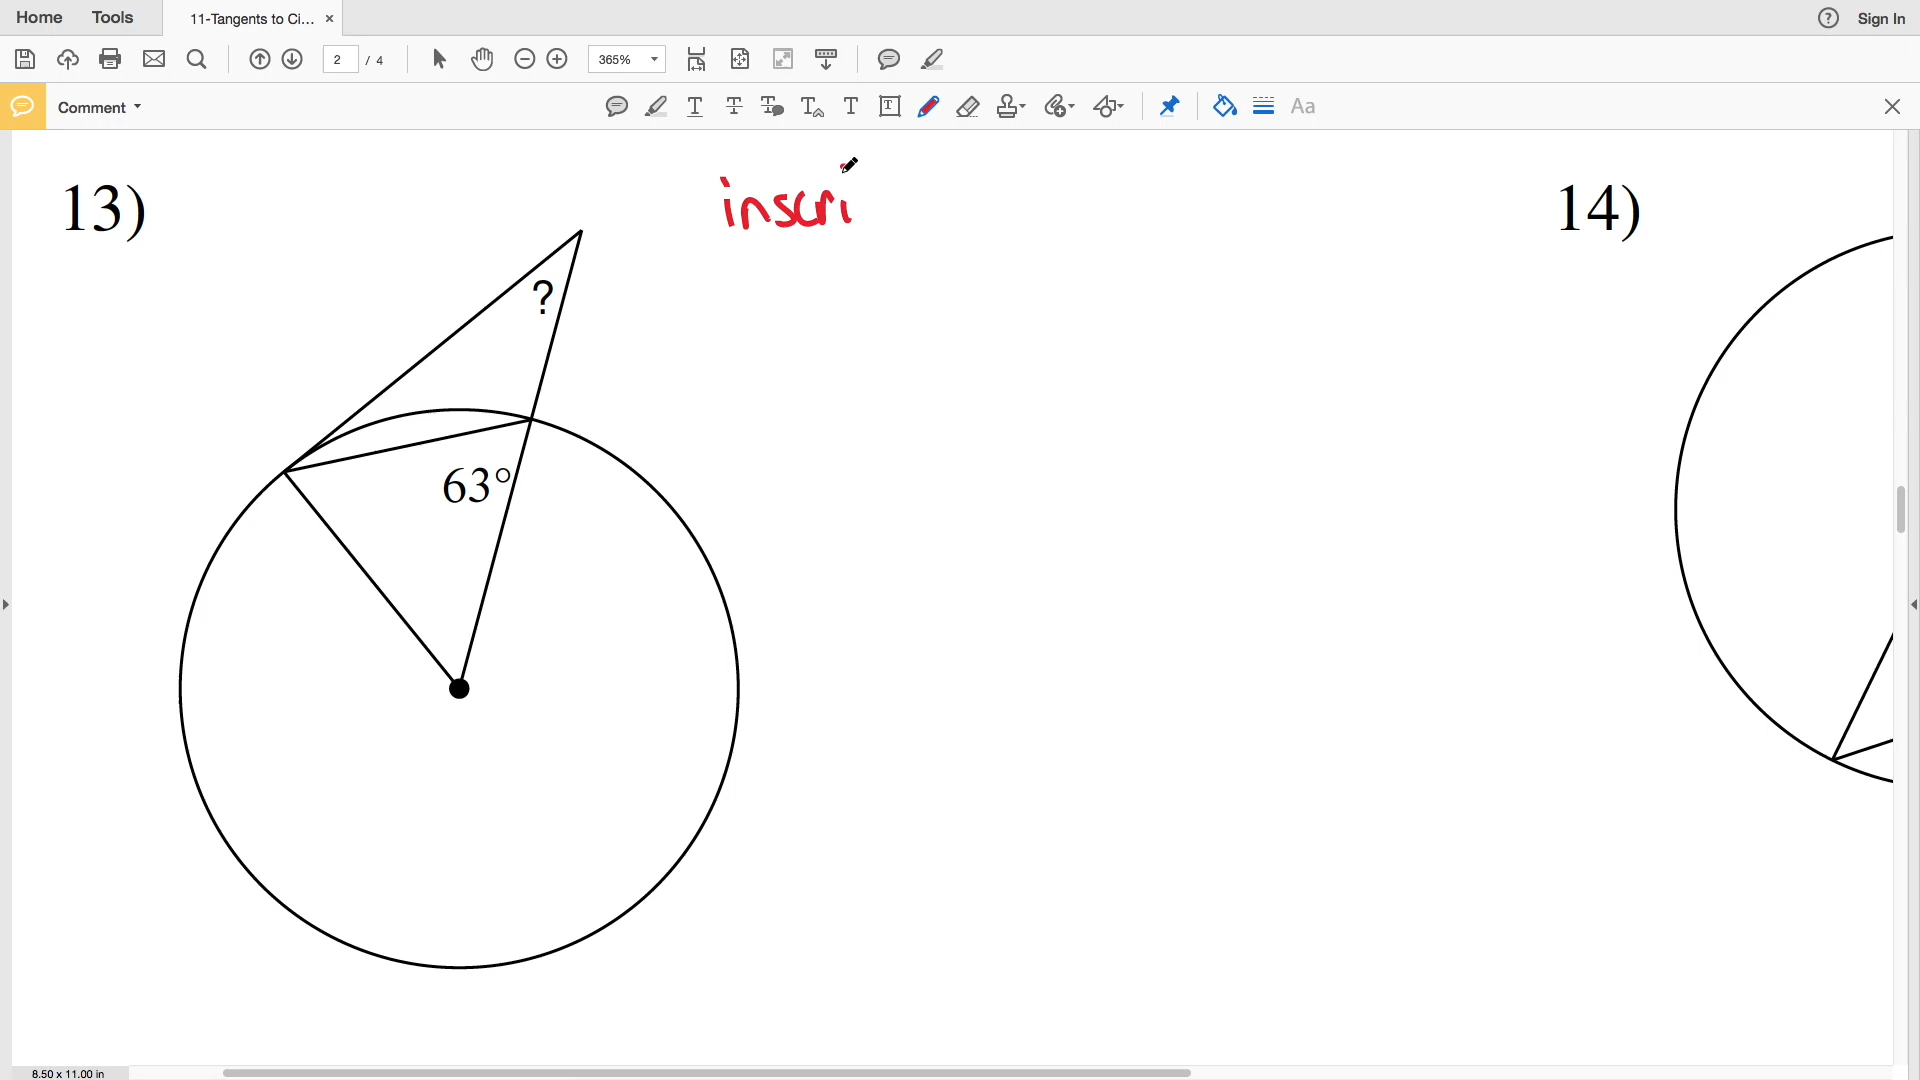 Home Tools 11-Tangents to Ci... × ? Sign In
2 / 4 365%
Comment T T T T T T Aa
13) inscri 14)
?
63°
8.50 x 11.00 in